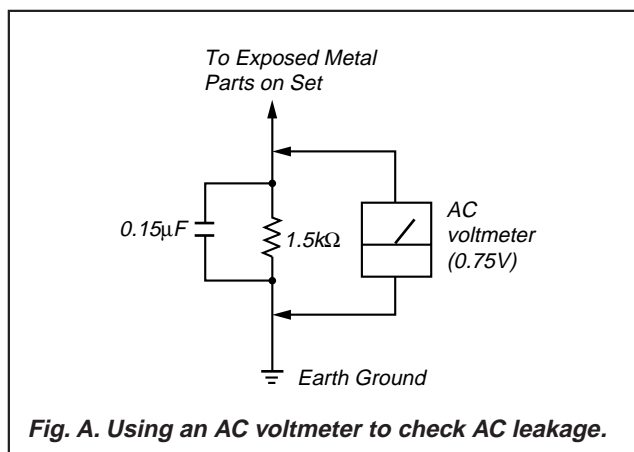 To Exposed Metal
Parts on Set
0.15μF
1.5kΩ
AC
voltmeter
(0.75V)
Earth Ground
Fig. A. Using an AC voltmeter to check AC leakage.